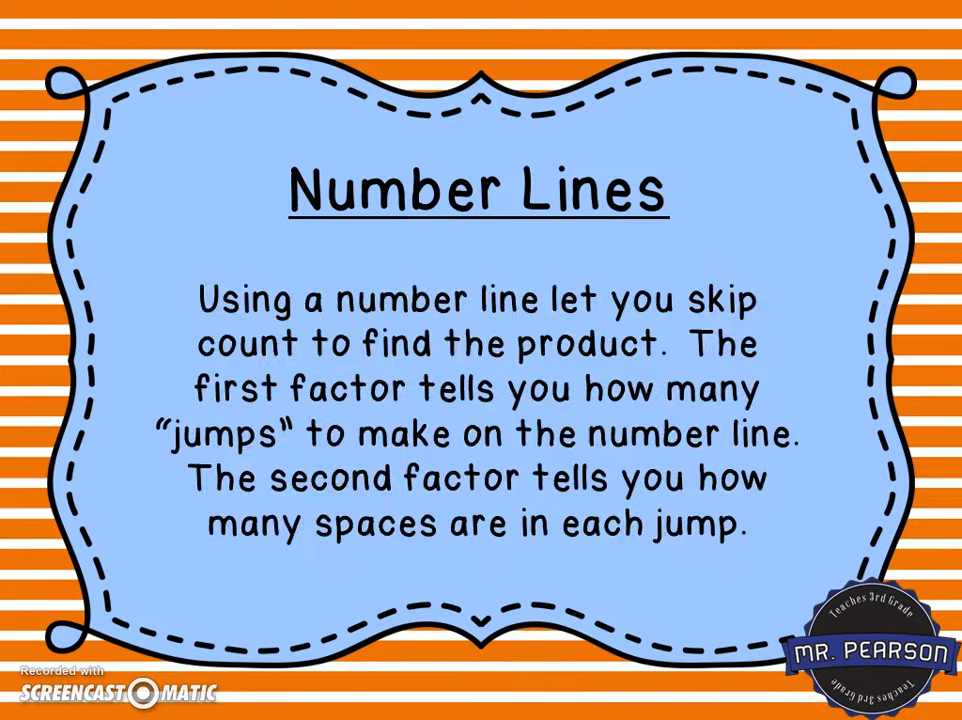 Number Lines
Using a number line let you skip
count to find the product. The
first factor tells you how many
“jumps” to make on the number line.
The second factor tells you how
many spaces are in each jump.
Teaches 3rd Grade
MR. PEARSON
Teaches 3rd Grade
Recorded with
SCREENCAST-O-MATIC